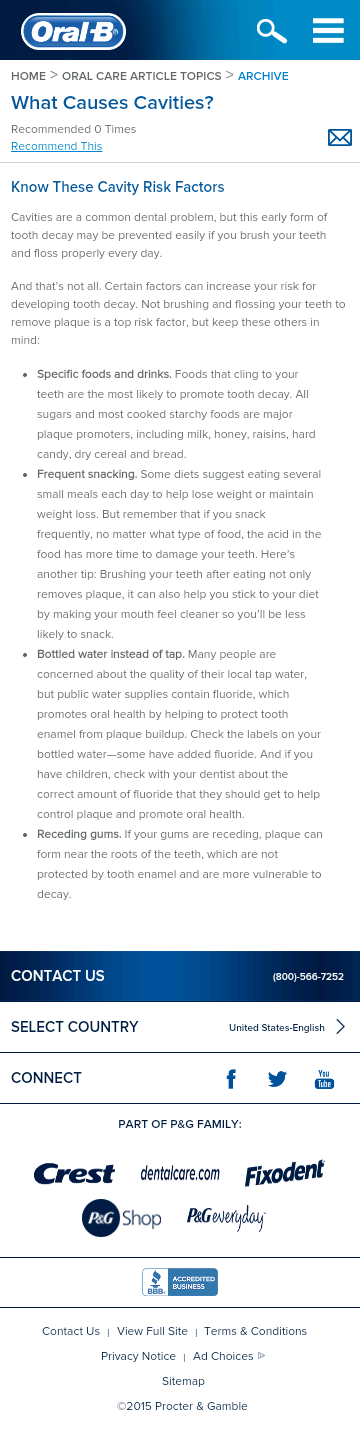 Oral-B®
HOME > ORAL CARE ARTICLE TOPICS > ARCHIVE
What Causes Cavities?
Recommended 0 Times
Recommend This
Know These Cavity Risk Factors
Cavities are a common dental problem, but this early form of
tooth decay may be prevented easily if you brush your teeth
and floss properly every day.
And that's not all. Certain factors can increase your risk for
developing tooth decay. Not brushing and flossing your teeth to
remove plaque is a top risk factor, but keep these others in
mind:
• Specific foods and drinks. Foods that cling to your
teeth are the most likely to promote tooth decay. All
sugars and most cooked starchy foods are major
plaque promoters, including milk, honey, raisins, hard
candy, dry cereal and bread.
• Frequent snacking. Some diets suggest eating several
small meals each day to help lose weight or maintain
weight loss. But remember that if you snack
frequently, no matter what type of food, the acid in the
food has more time to damage your teeth. Here's
another tip: Brushing your teeth after eating not only
removes plaque, it can also help you stick to your diet
by making your mouth feel cleaner so you'll be less
likely to snack.
• Bottled water instead of tap. Many people are
concerned about the quality of their local tap water,
but public water supplies contain fluoride, which
promotes oral health by helping to protect tooth
enamel from plaque buildup. Check the labels on your
bottled water—some have added fluoride. And if you
have children, check with your dentist about the
correct amount of fluoride that they should get to help
control plaque and promote oral health.
• Receding gums. If your gums are receding, plaque can
form near the roots of the teeth, which are not
protected by tooth enamel and are more vulnerable to
decay.
CONTACT US (800)-566-7252
SELECT COUNTRY United States-English
CONNECT You Tube
PART OF P&G FAMILY:
Crest dentalcare.com Fixodent
P&G Shop P&G everyday
BBB. ACCREDITED BUSINESS
Contact Us | View Full Site | Terms & Conditions
Privacy Notice | Ad Choices
Sitemap
©2015 Procter & Gamble